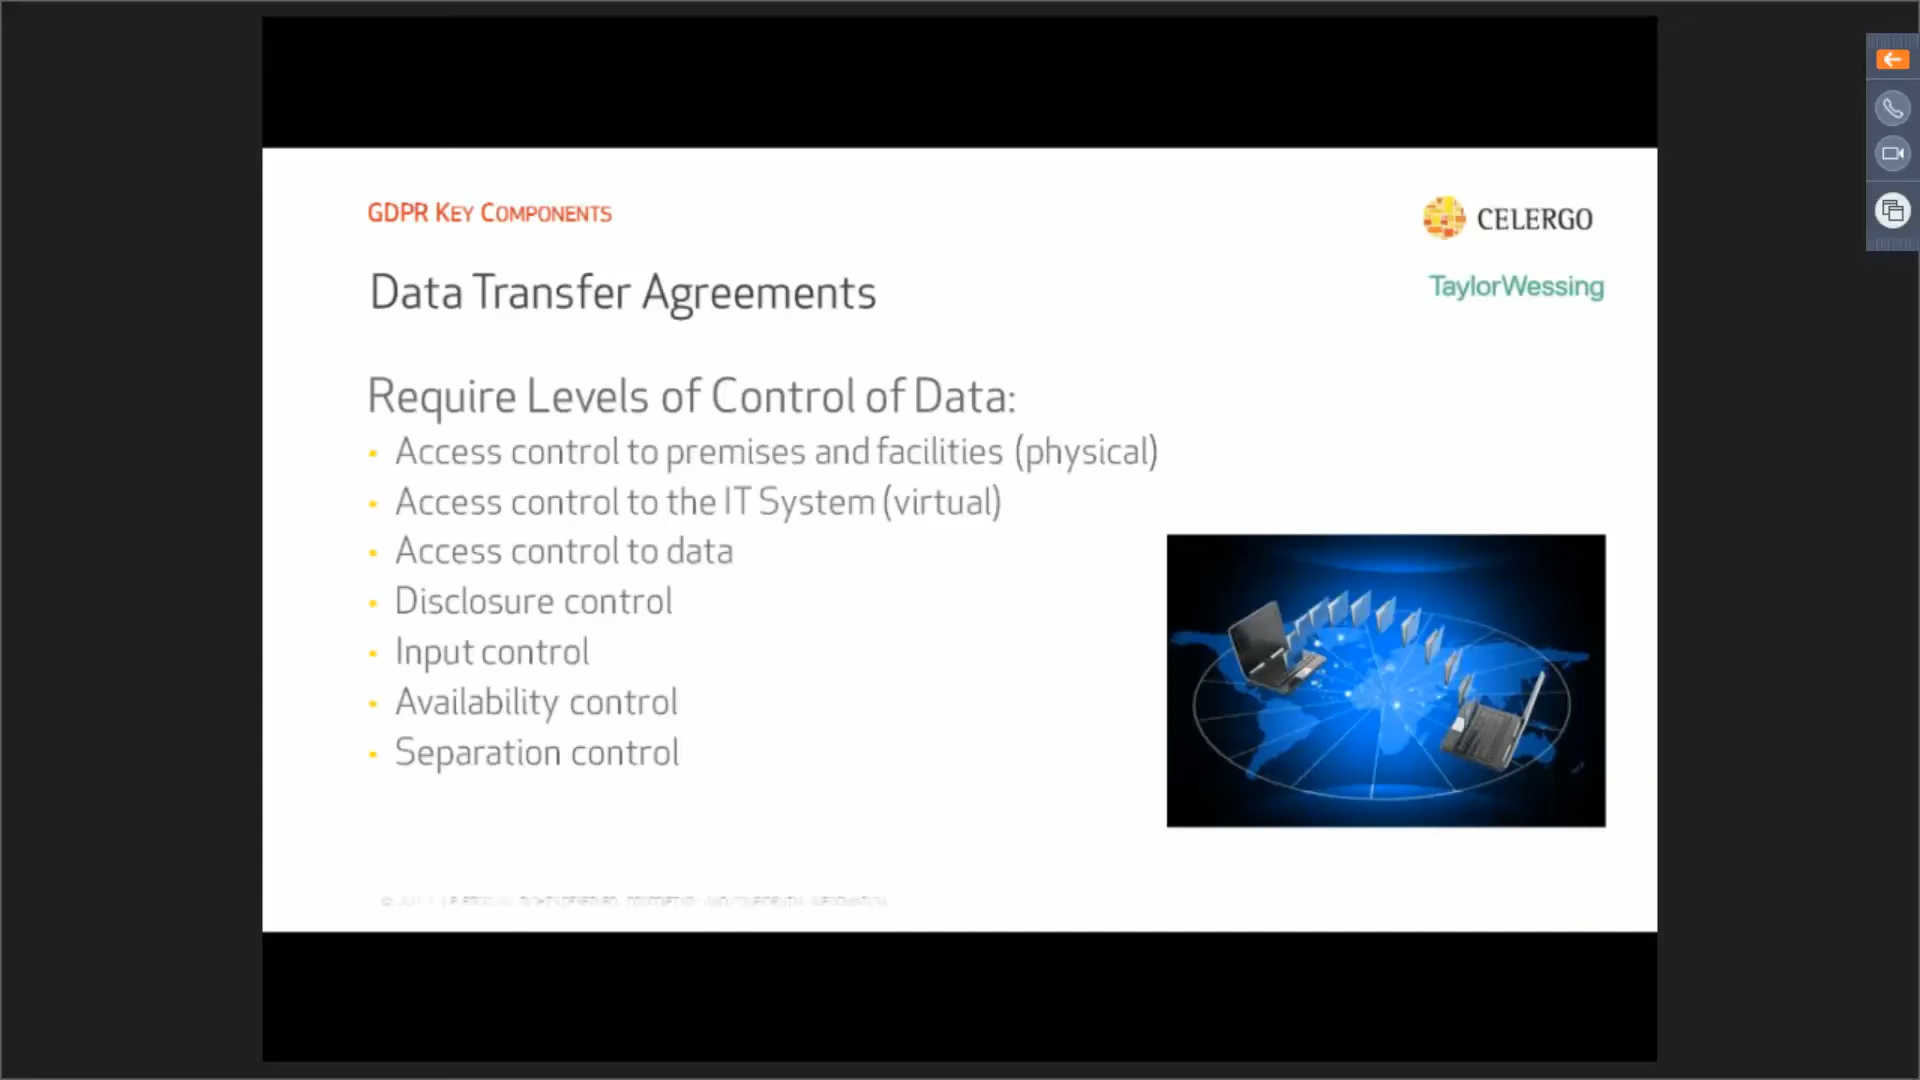 GDPR KEY COMPONENTS
CELERGO
TaylorWessing
Data Transfer Agreements
Require Levels of Control of Data:
• Access control to premises and facilities (physical)
• Access control to the IT System (virtual)
• Access control to data
• Disclosure control
• Input control
• Availability control
• Separation control